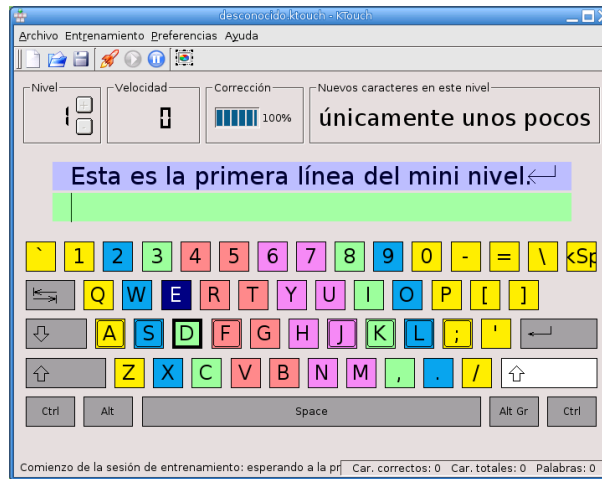 desconocido.ktouch - KTouch
Archivo Entrenamiento Preferencias Ayuda
Nivel Velocidad Corrección Nuevos caracteres en este nivel
1 0 100% únicamente unos pocos
Esta es la primera línea del mini nivel.
` 1 2 3 4 5 6 7 8 9 0 - = \ <Sp
Q W E R T Y U I O P [ ]
A S D F G H J K L ; '
Z X C V B N M , . /
Ctrl Alt Space Alt Gr Ctrl
Comienzo de la sesión de entrenamiento: esperando a la pr Car. correctos: 0 Car. totales: 0 Palabras: 0